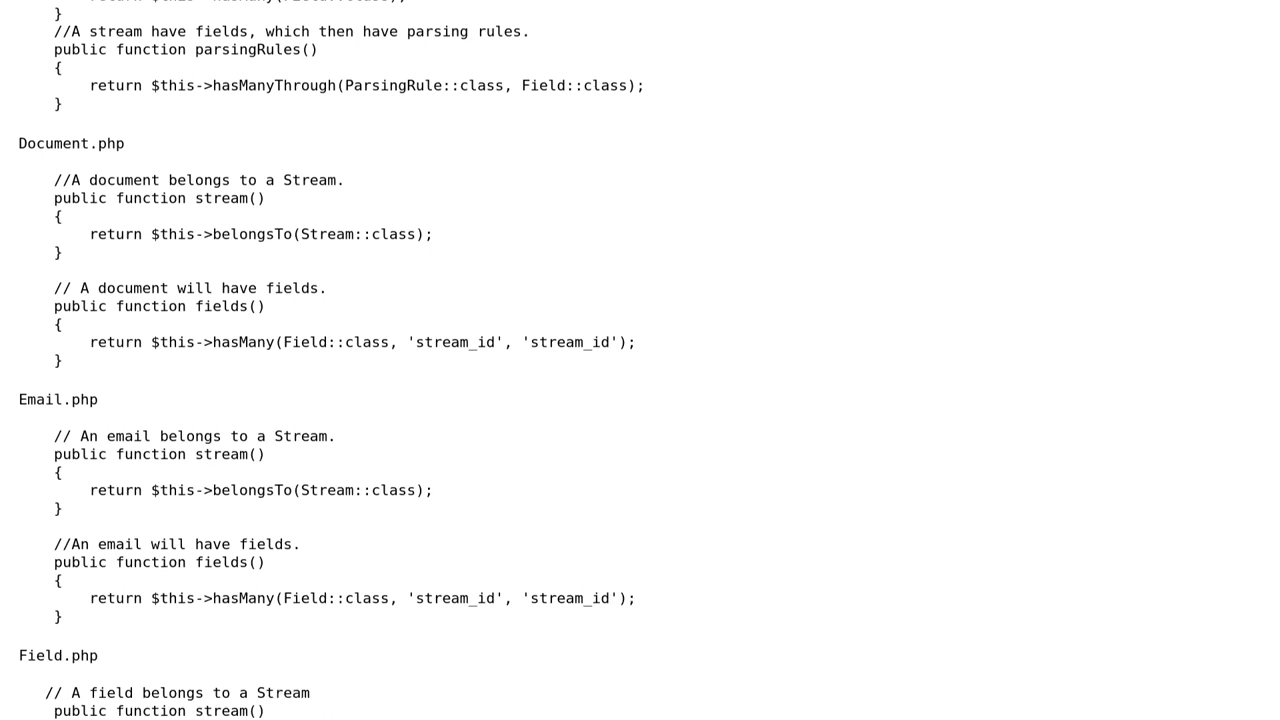 }
//A stream have fields, which then have parsing rules.
public function parsingRules()
{
return $this->hasManyThrough(ParsingRule::class, Field::class);
}
Document.php
//A document belongs to a Stream.
public function stream()
{
return $this->belongsTo(Stream::class);
}
// A document will have fields.
public function fields()
{
return $this->hasMany(Field::class, 'stream_id', 'stream_id');
}
Email.php
// An email belongs to a Stream.
public function stream()
{
return $this->belongsTo(Stream::class);
}
//An email will have fields.
public function fields()
{
return $this->hasMany(Field::class, 'stream_id', 'stream_id');
}
Field.php
// A field belongs to a Stream
public function stream()